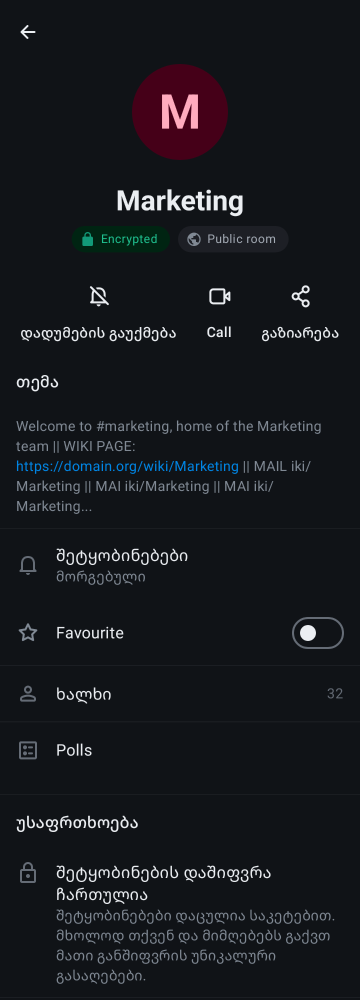 M
Marketing
Encrypted
Public room
დადუმების გაუქმება
Call
გაზიარება
თემა
Welcome to #marketing, home of the Marketing
team || WIKI PAGE:
https://domain.org/wiki/Marketing || MAIL iki/
Marketing || MAI iki/Marketing || MAI iki/
Marketing...
შეტყობინებები
მორგებული
Favourite
ხალხი
32
Polls
უსაფრთხოება
შეტყობინების დაშიფვრა
ჩართულია
შეტყობინებები დაცულია საკეტებით.
მხოლოდ თქვენ და მიმღებებს გაქვთ
მათი განშიფვრის უნიკალური
გასაღებები.